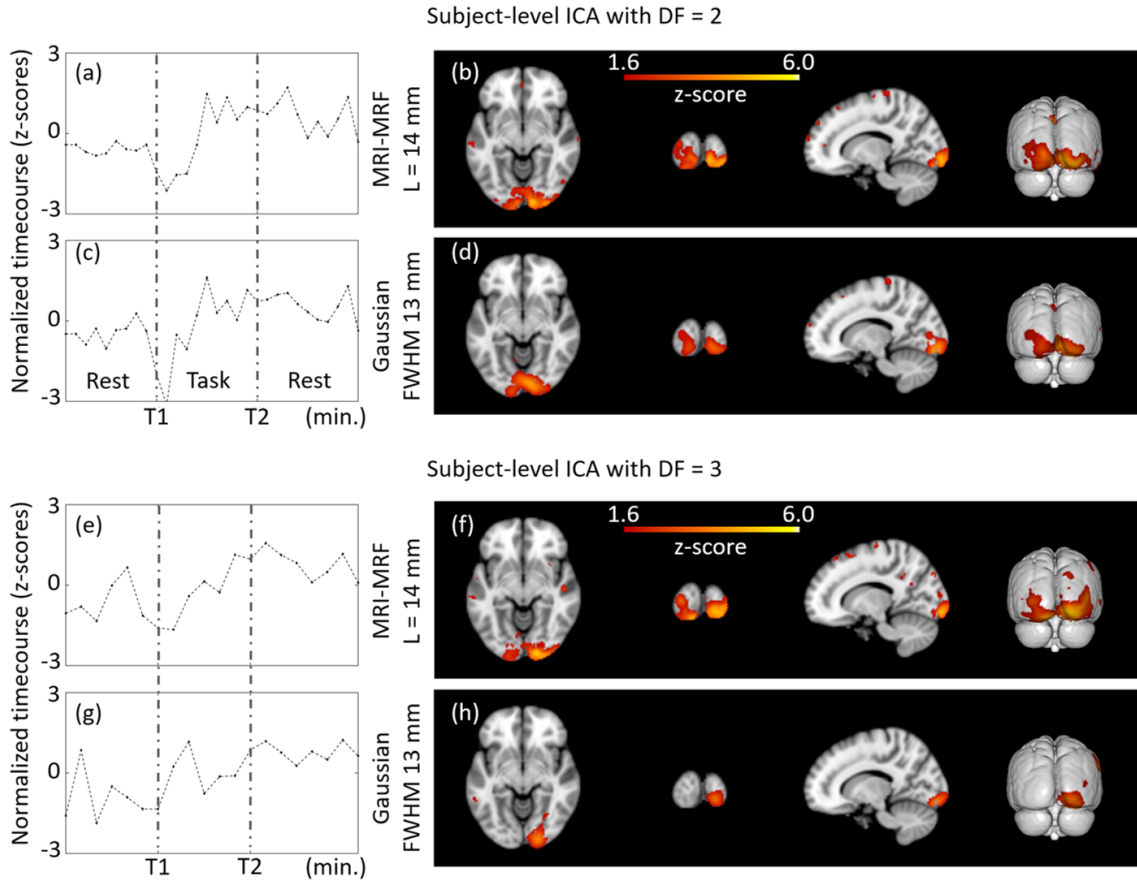 Subject-level ICA with DF = 2
Normalized timecourse (z-scores)
3
0
-3
(a)
MRI-MRF
L = 14 mm
(b)
1.6
6.0
z-score
3
0
-3
(c)
Rest
Task
Rest
T1
T2
(min.)
Gaussian
FWHM 13 mm
(d)
Subject-level ICA with DF = 3
Normalized timecourse (z-scores)
3
0
-3
(e)
MRI-MRF
L = 14 mm
(f)
1.6
6.0
z-score
3
0
-3
(g)
T1
T2
(min.)
Gaussian
FWHM 13 mm
(h)